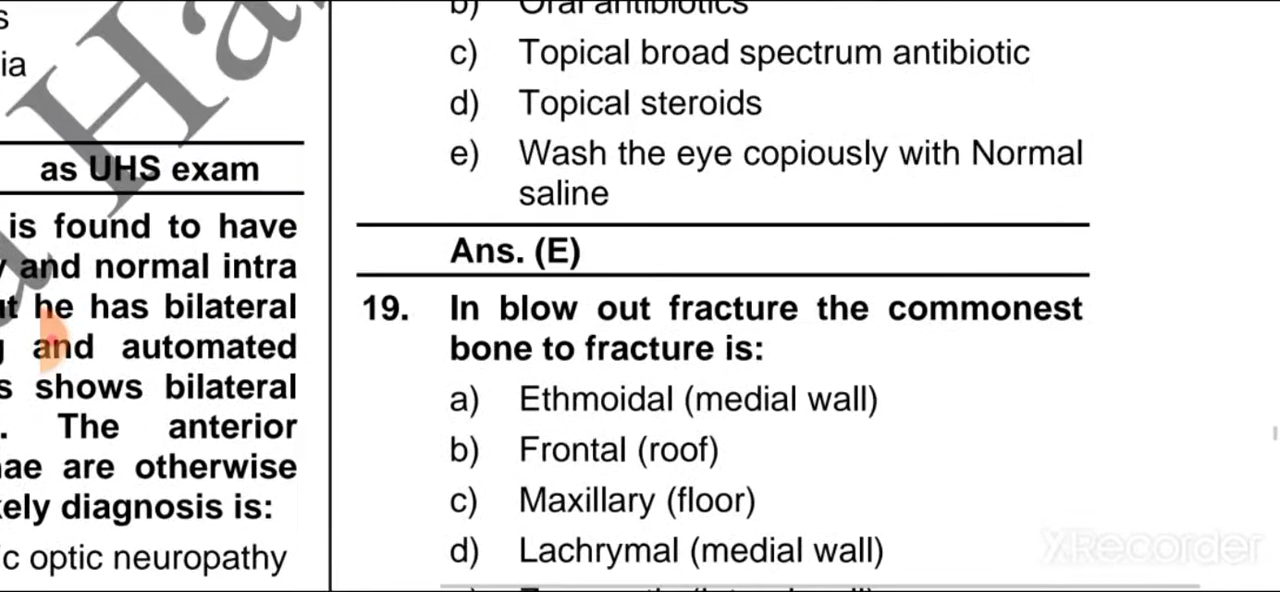 s
ia
as UHS exam
is found to have
and normal intra
he has bilateral
and automated
s shows bilateral
. The anterior
are otherwise
diagnosis is:
c optic neuropathy
b) Oral antibiotics
c) Topical broad spectrum antibiotic
d) Topical steroids
e) Wash the eye copiously with Normal
saline
Ans. (E)
19. In blow out fracture the commonest
bone to fracture is:
a) Ethmoidal (medial wall)
b) Frontal (roof)
c) Maxillary (floor)
d) Lachrymal (medial wall)
XRecorder